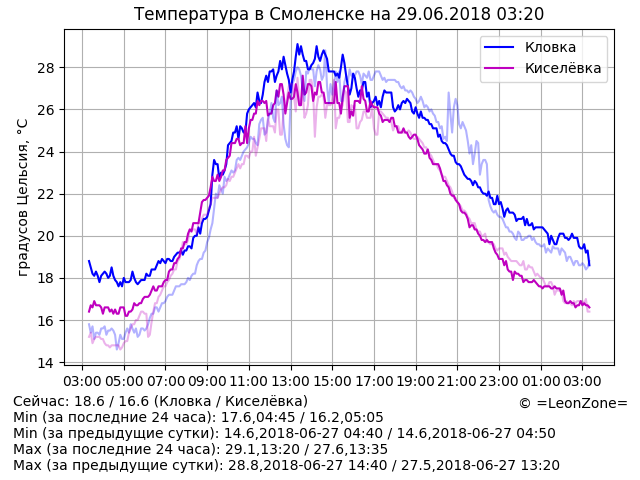 Температура в Смоленске на 29.06.2018 03:20
градусов Цельсия, °C
28
26
24
22
20
18
16
14
Кловка
Киселёвка
03:00 05:00 07:00 09:00 11:00 13:00 15:00 17:00 19:00 21:00 23:00 01:00 03:00
Сейчас: 18.6 / 16.6 (Кловка / Киселёвка)
© =LeonZone=
Min (за последние 24 часа): 17.6,04:45 / 16.2,05:05
Min (за предыдущие сутки): 14.6,2018-06-27 04:40 / 14.6,2018-06-27 04:50
Max (за последние 24 часа): 29.1,13:20 / 27.6,13:35
Max (за предыдущие сутки): 28.8,2018-06-27 14:40 / 27.5,2018-06-27 13:20